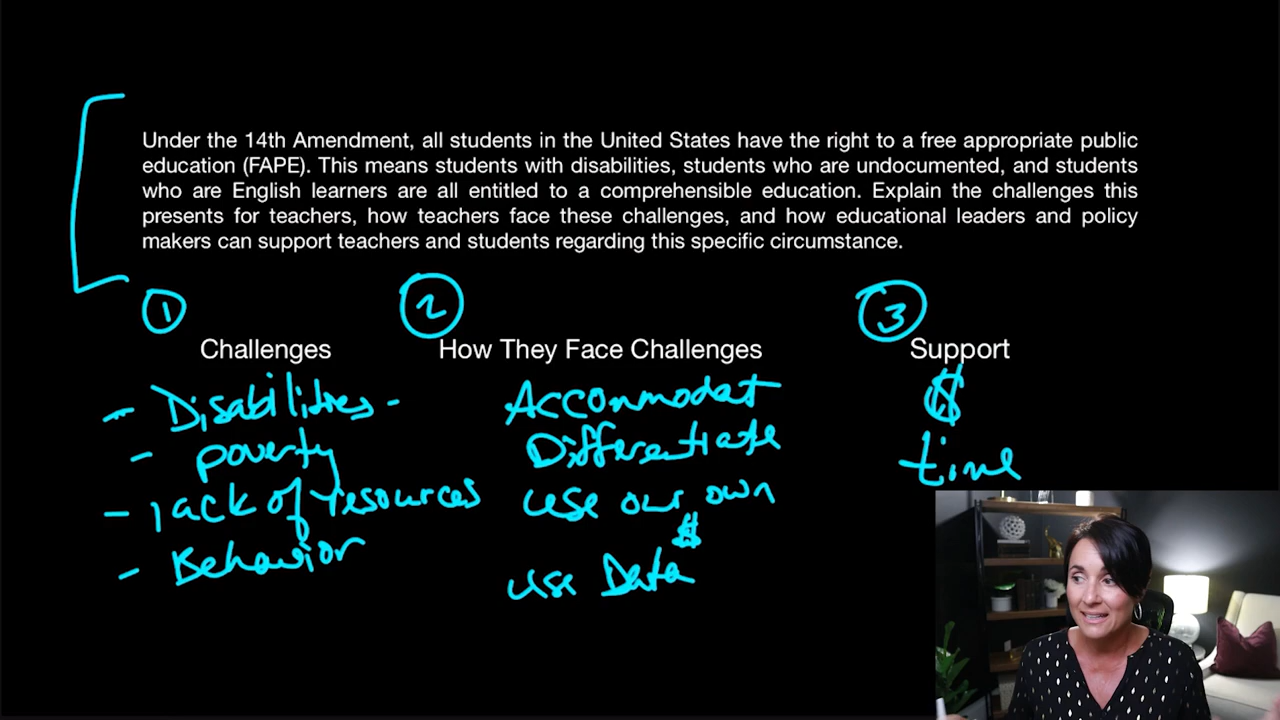 Under the 14th Amendment, all students in the United States have the right to a free appropriate public
education (FAPE). This means students with disabilities, students who are undocumented, and students
who are English learners are all entitled to a comprehensible education. Explain the challenges this
presents for teachers, how teachers face these challenges, and how educational leaders and policy
makers can support teachers and students regarding this specific circumstance.
1
Challenges
- Disabilities -
- poverty
- lack of resources
- Behavior
2
How They Face Challenges
Accommodat
Differentiate
use our own
$
use Data
3
Support
$
time